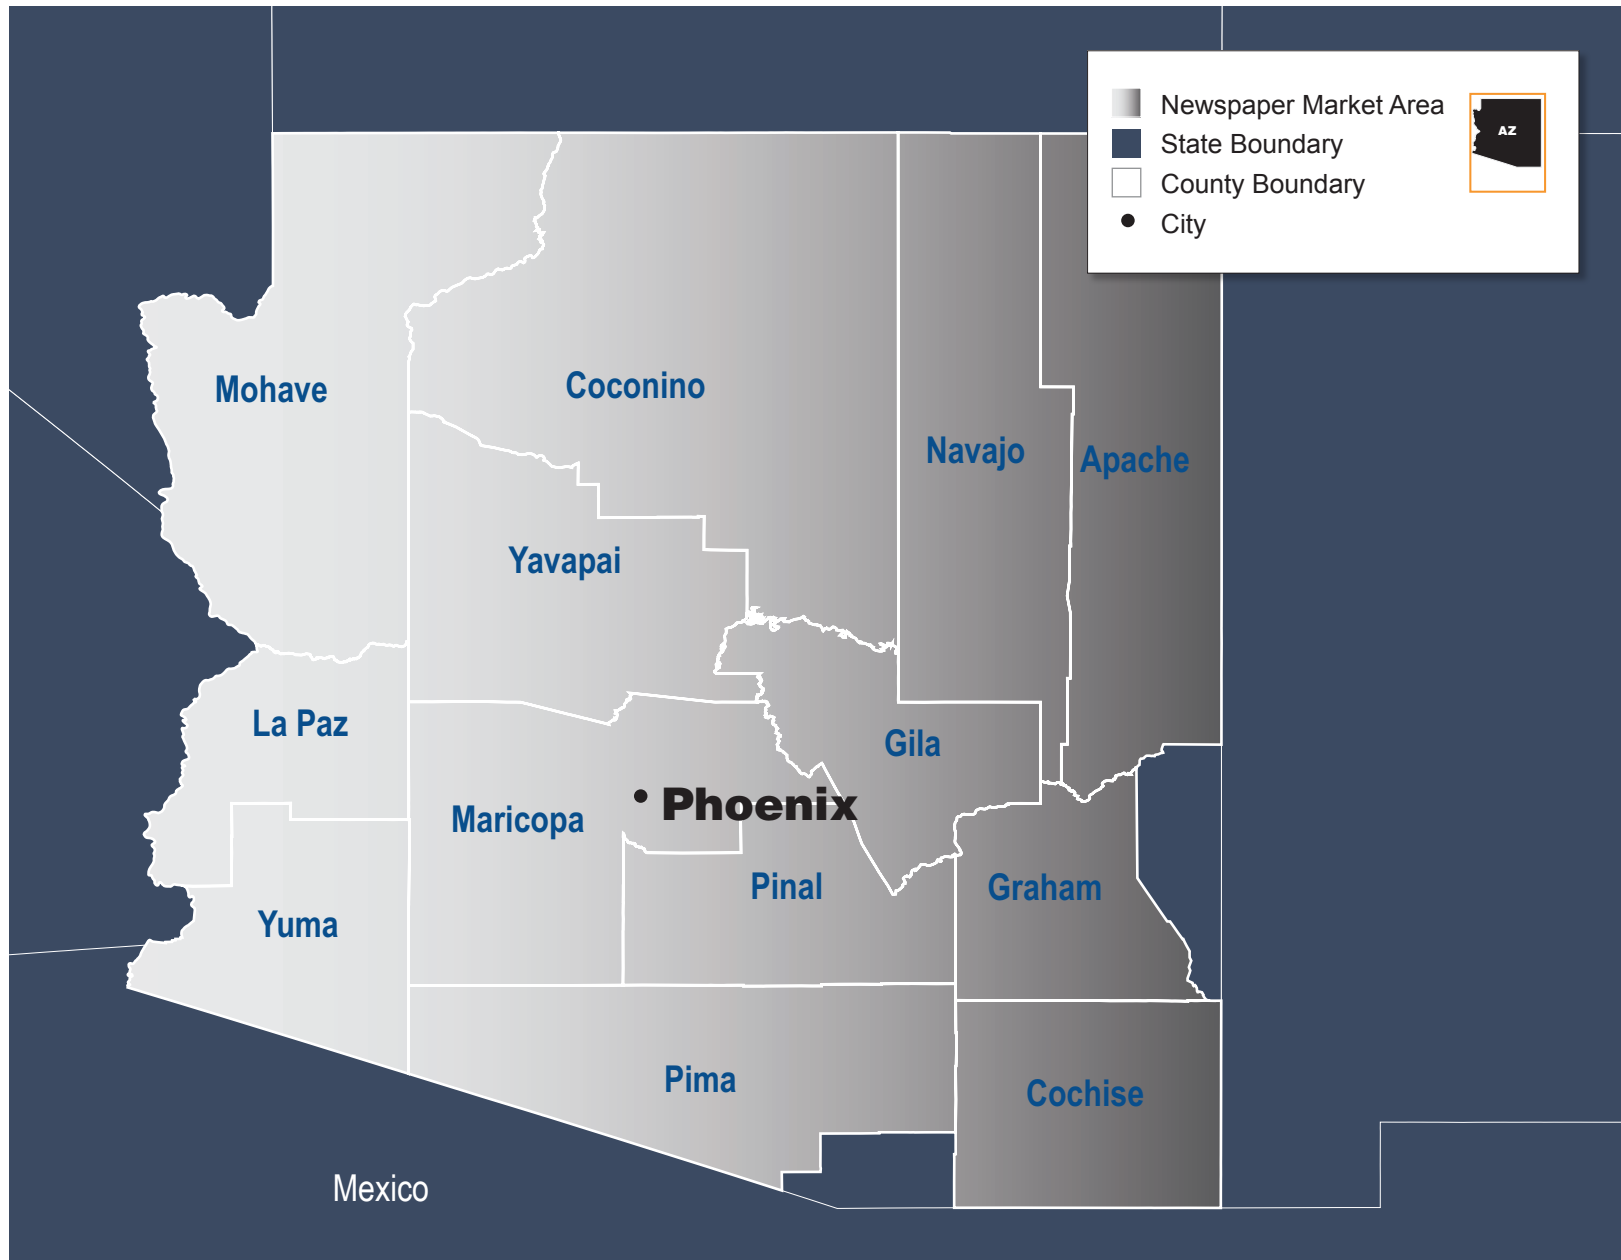 Newspaper Market Area
State Boundary
County Boundary
City
AZ
Mohave
Coconino
Navajo
Apache
Yavapai
La Paz
Gila
Maricopa
Phoenix
Pinal
Graham
Yuma
Pima
Cochise
Mexico